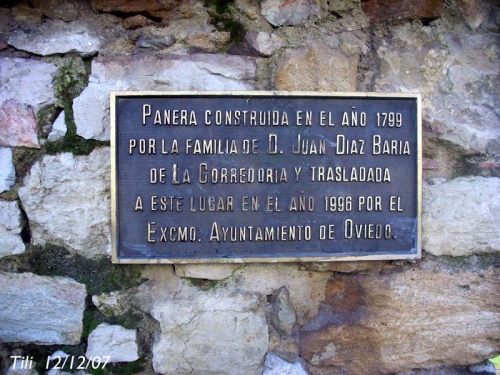 PANERA CONSTRUIDA EN EL AÑO 1799
POR LA FAMILIA DE D. JUAN DIAZ BARIA
DE LA CORREDORIA Y TRASLADADA
A ESTE LUGAR EN EL AÑO 1996 POR EL
EXCMO. AYUNTAMIENTO DE OVIEDO.
Tili 12/12/07